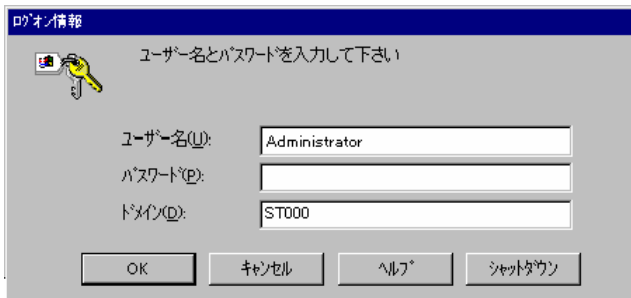 ﾛｸﾞｵﾝ情報
ﾕｰｻﾞｰ名とﾊﾟｽﾜｰﾄﾞを入力して下さい
ﾕｰｻﾞｰ名(U): Administrator
ﾊﾟｽﾜｰﾄﾞ(P):
ﾄﾞﾒｲﾝ(D): ST000
OK ｷｬﾝｾﾙ ﾍﾙﾌﾟ ｼｬｯﾄﾀﾞｳﾝ